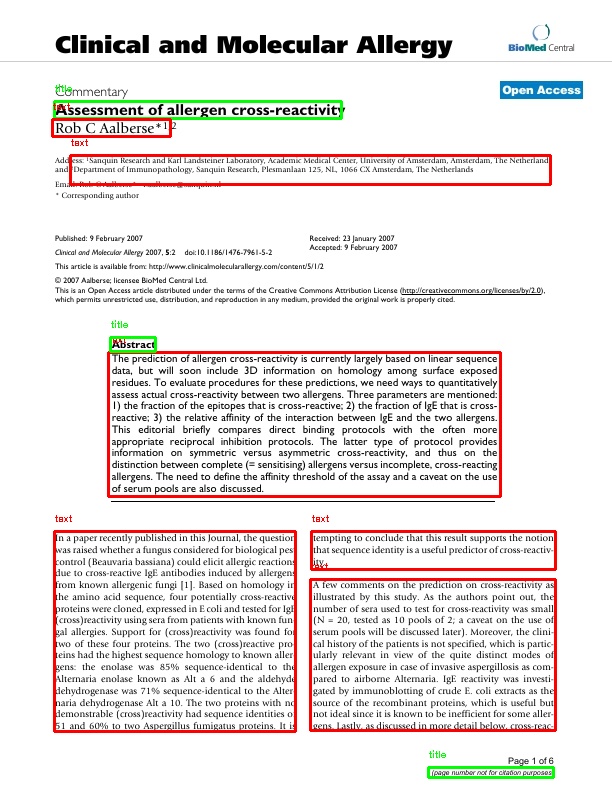 Clinical and Molecular Allergy
BioMed Central
title
Commentary
Open Access
Assessment of allergen cross-reactivity
text
Rob C Aalberse*1,2
text
Address: 1Sanquin Research and Karl Landsteiner Laboratory, Academic Medical Center, University of Amsterdam, Amsterdam, The Netherland
and 2Department of Immunopathology, Sanquin Research, Plesmanlaan 125, NL, 1066 CX Amsterdam, The Netherlands
Email: Rob C Aalberse*
* Corresponding author
Published: 9 February 2007
Received: 23 January 2007
Accepted: 9 February 2007
Clinical and Molecular Allergy 2007, 5:2 doi:10.1186/1476-7961-5-2
This article is available from: http://www.clinicalmolecularallergy.com/content/5/1/2
© 2007 Aalberse; licensee BioMed Central Ltd.
This is an Open Access article distributed under the terms of the Creative Commons Attribution License (http://creativecommons.org/licenses/by/2.0),
which permits unrestricted use, distribution, and reproduction in any medium, provided the original work is properly cited.
title
Abstract
The prediction of allergen cross-reactivity is currently largely based on linear sequence
data, but will soon include 3D information on homology among surface exposed
residues. To evaluate procedures for these predictions, we need ways to quantitatively
assess actual cross-reactivity between two allergens. Three parameters are mentioned:
1) the fraction of the epitopes that is cross-reactive; 2) the fraction of IgE that is cross-
reactive; 3) the relative affinity of the interaction between IgE and the two allergens.
This editorial briefly compares direct binding protocols with the often more
appropriate reciprocal inhibition protocols. The latter type of protocol provides
information on symmetric versus asymmetric cross-reactivity, and thus on the
distinction between complete (= sensitising) allergens versus incomplete, cross-reacting
allergens. The need to define the affinity threshold of the assay and a caveat on the use
of serum pools are also discussed.
text
In a paper recently published in this Journal, the question
was raised whether a fungus considered for biological pest
control (Beauvaria bassiana) could elicit allergic reactions
due to cross-reactive IgE antibodies induced by allergens
from known allergenic fungi [1]. Based on homology in
the amino acid sequence, four potentially cross-reactive
proteins were cloned, expressed in E coli and tested for IgE
(cross)reactivity using sera from patients with known fun-
gal allergies. Support for (cross)reactivity was found for
two of these four proteins. The two (cross)reactive pro
teins had the highest sequence homology to known aller
gens: the enolase was 85% sequence-identical to the
Alternaria enolase known as Alt a 6 and the aldehyde
dehydrogenase was 71% sequence-identical to the Alter-
naria dehydrogenase Alt a 10. The two proteins with no
demonstrable (cross)reactivity had sequence identities of
51 and 60% to two Aspergillus fumigatus proteins. It is
text
tempting to conclude that this result supports the notion
that sequence identity is a useful predictor of cross-reactiv-
ity.
text
A few comments on the prediction on cross-reactivity as
illustrated by this study. As the authors point out, the
number of sera used to test for cross-reactivity was small
(N = 20, tested as 10 pools of 2; a caveat on the use of
serum pools will be discussed later). Moreover, the clini-
cal history of the patients is not specified, which is partic-
ularly relevant in view of the quite distinct modes of
allergen exposure in case of invasive aspergillosis as com-
pared to airborne Alternaria. IgE reactivity was investi-
gated by immunoblotting of crude E. coli extracts as the
source of the recombinant proteins, which is useful but
not ideal since it is known to be inefficient for some aller-
gens. Lastly, as discussed in more detail below, cross-reac-
title
Page 1 of 6
(page number not for citation purposes